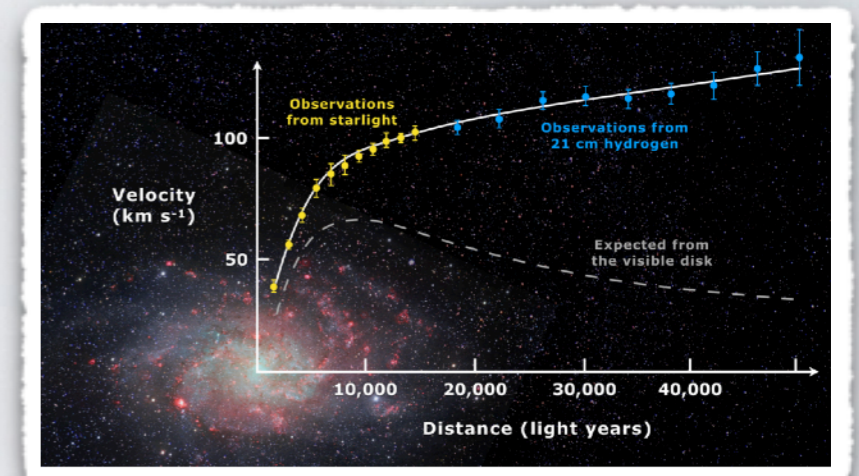 Observations
from starlight
100
Observations from
21 cm hydrogen
Velocity
(km s-1)
Expected from
the visible disk
50
10,000
20,000
30,000
40,000
Distance (light years)